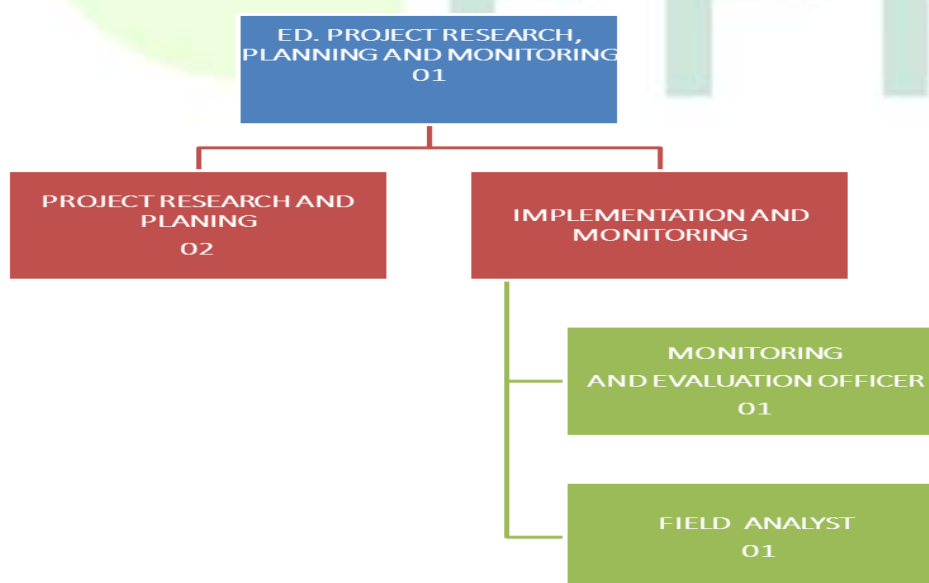 ED. PROJECT RESEARCH,
PLANNING AND MONITORING
01
PROJECT RESEARCH AND
PLANING
02
IMPLEMENTATION AND
MONITORING
MONITORING
AND EVALUATION OFFICER
01
FIELD ANALYST
01